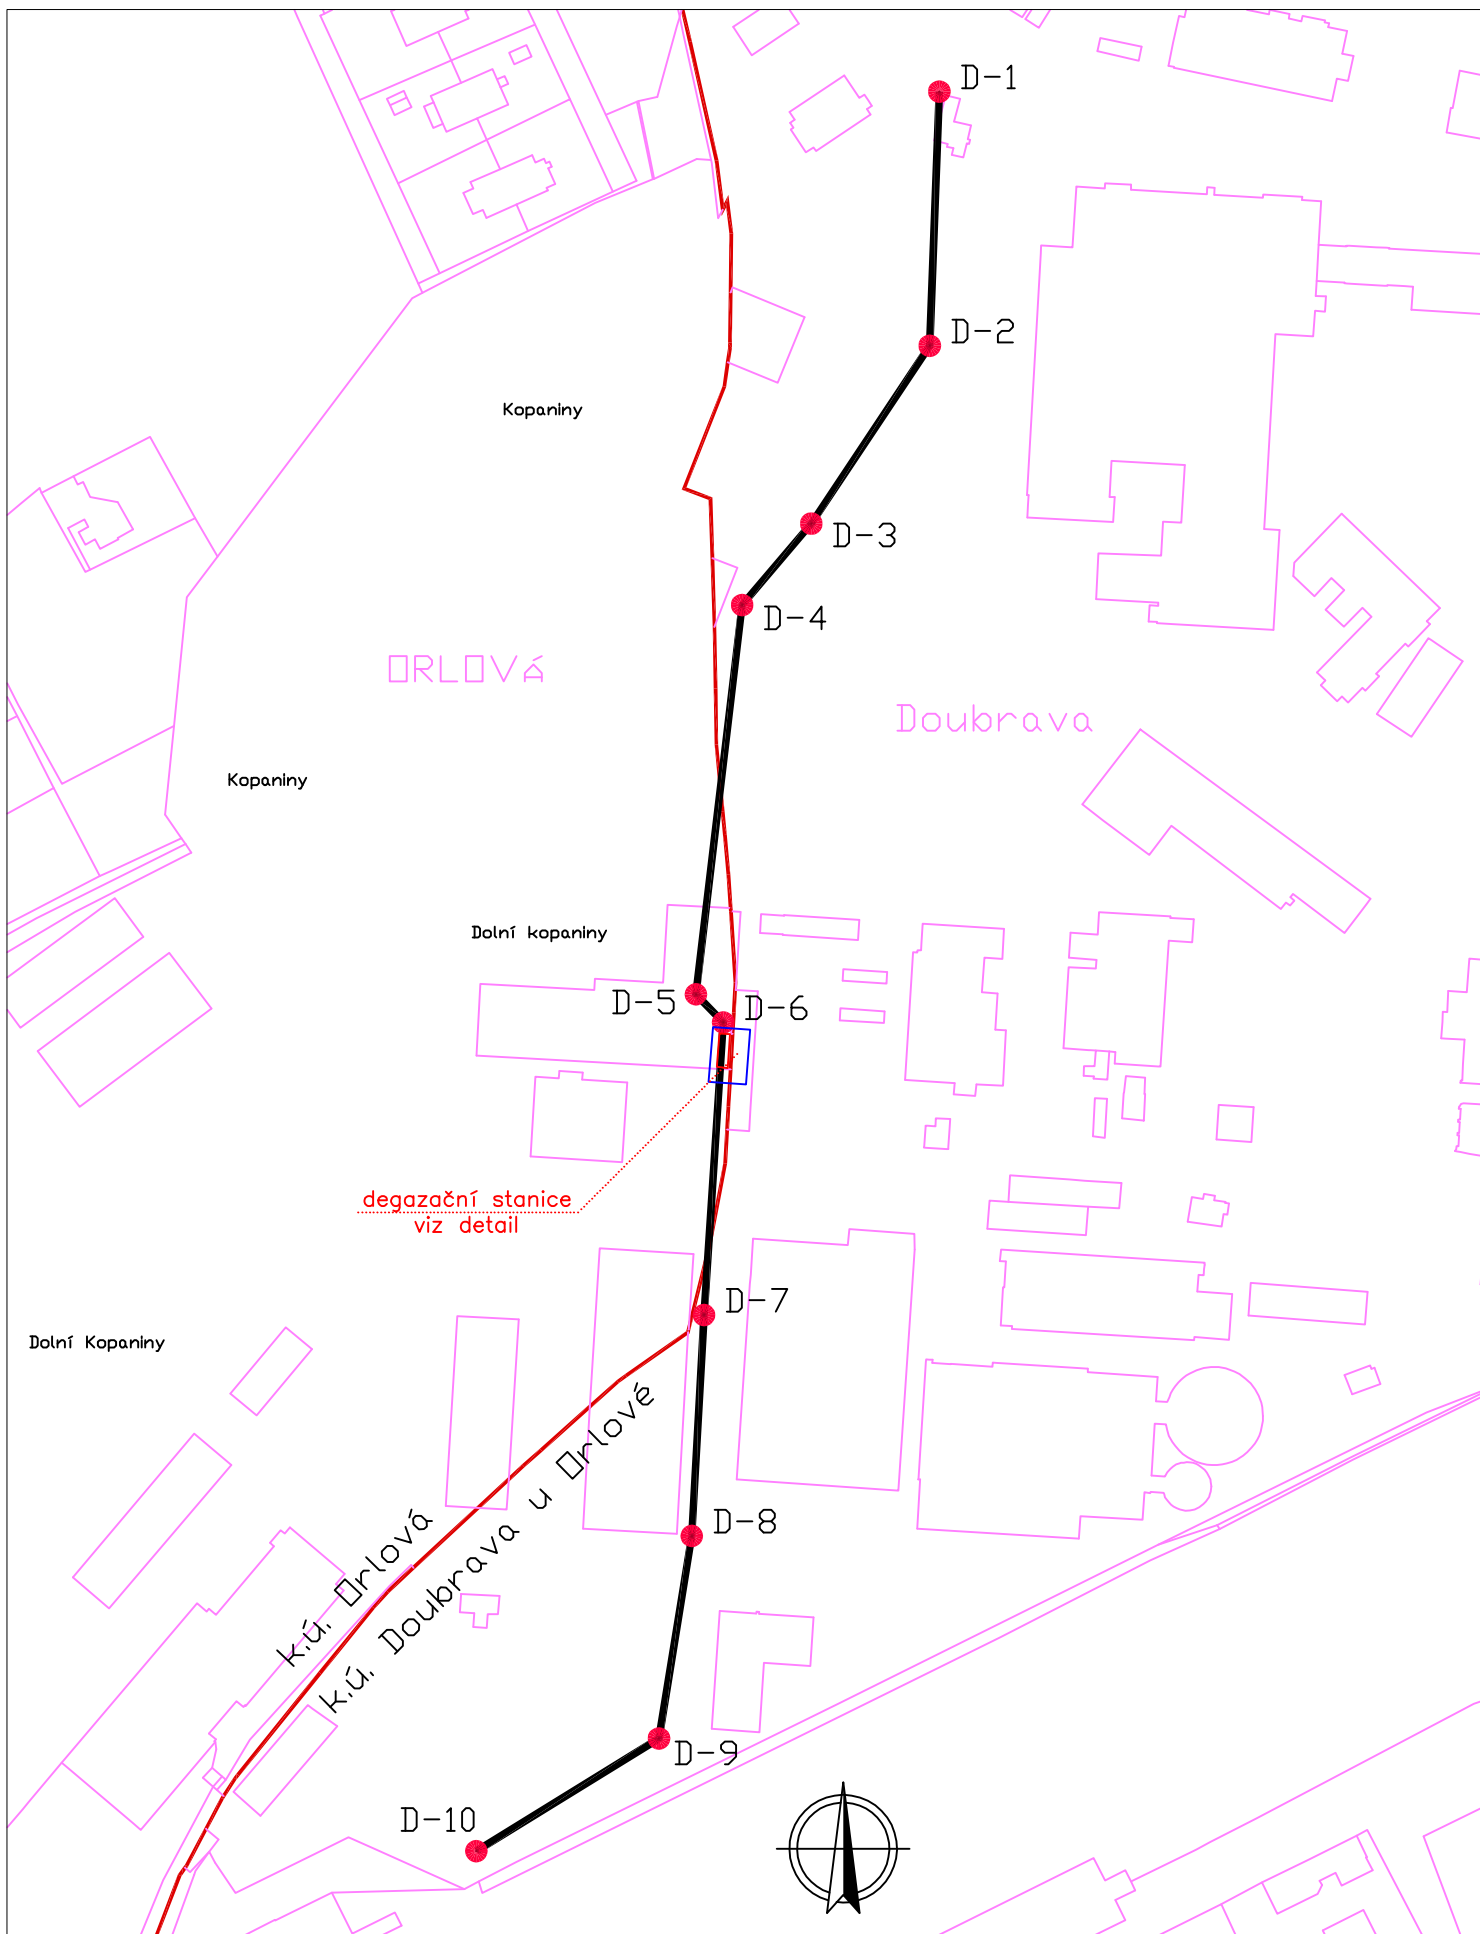 D-1
D-2
Kopaniny
D-3
D-4
ORLOVá
Doubrava
Kopaniny
Dolní kopaniny
D-5
D-6
degazační stanice
viz detail
D-7
Dolní Kopaniny
k.ú. Orlová
k.ú. Doubrava u Orlové
D-8
D-9
D-10